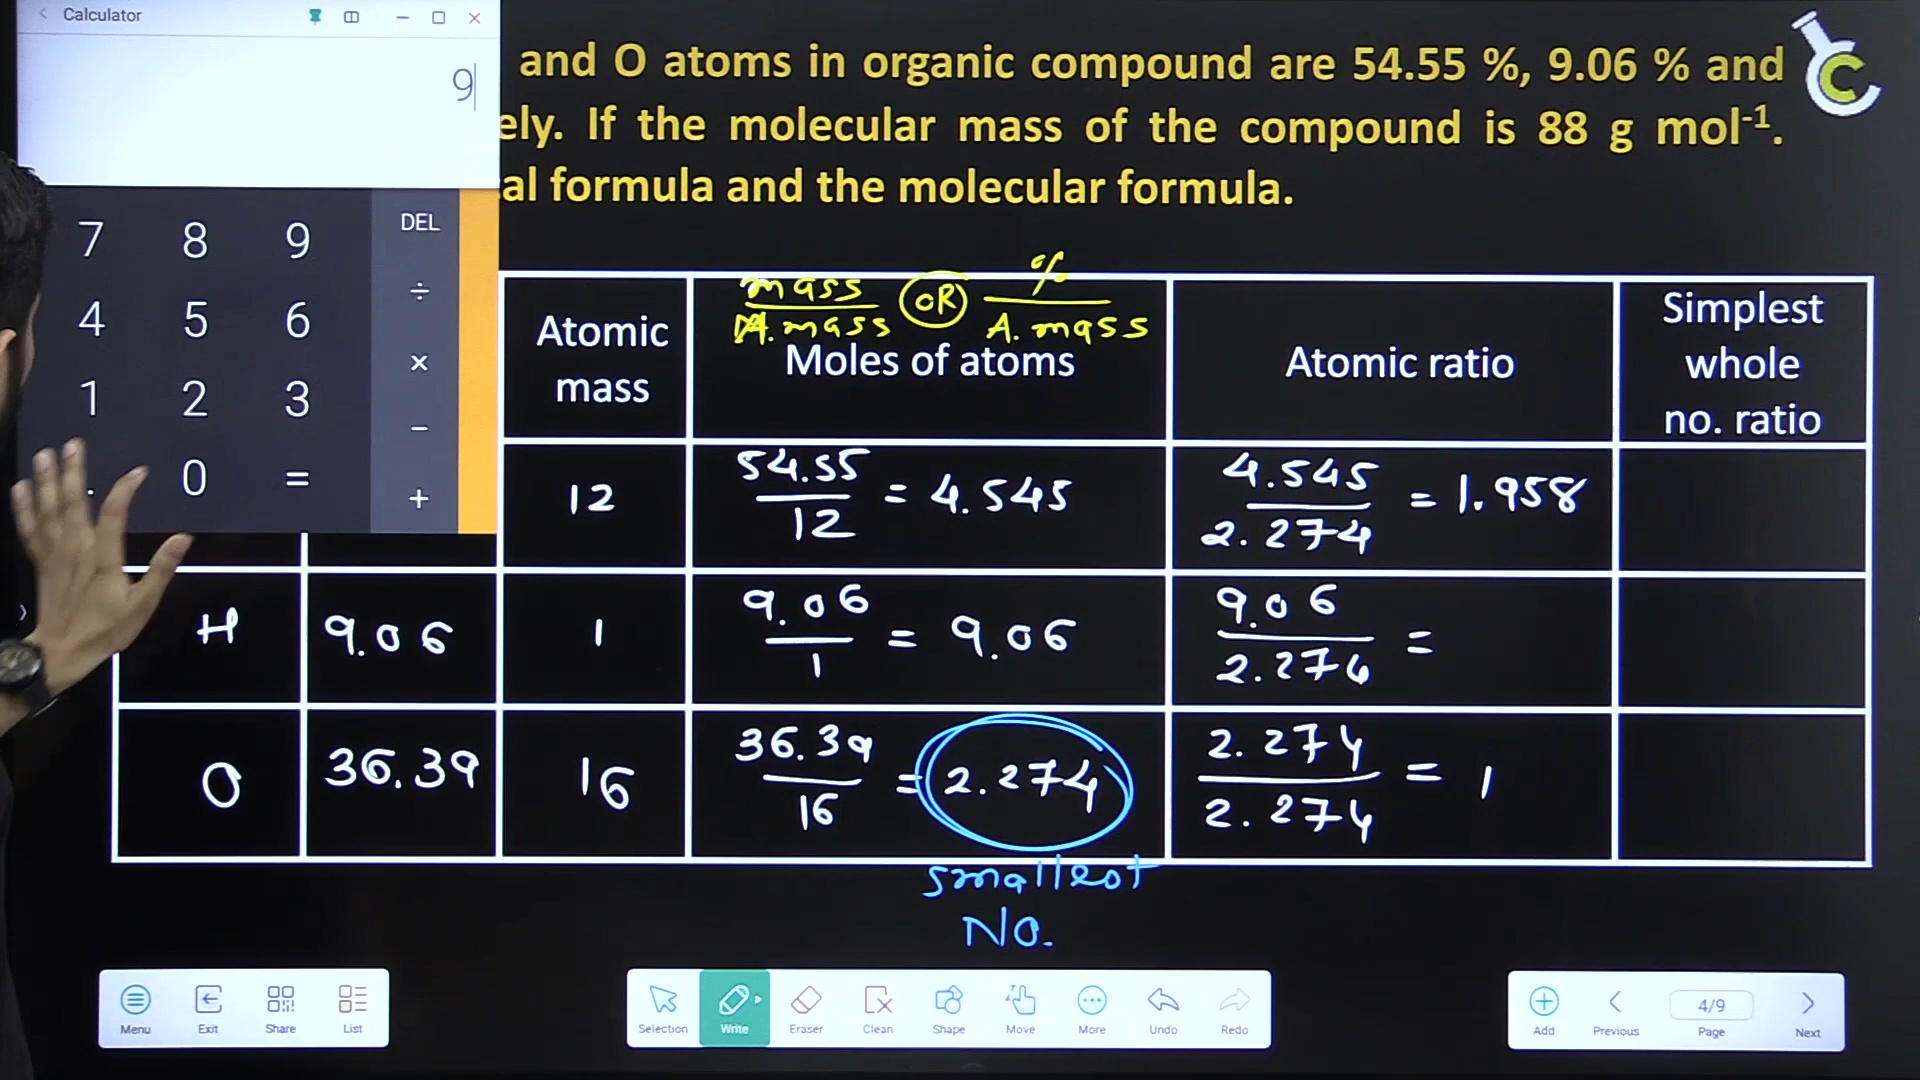 Calculator
9
and O atoms in organic compound are 54.55 %, 9.06 % and
ely. If the molecular mass of the compound is 88 g mol⁻¹.
al formula and the molecular formula.
7 8 9 DEL
÷
4 5 6
×
1 2 3
−
. 0 =
+
Atomic mass
mass / A. mass OR % / A. mass
Moles of atoms
Atomic ratio
Simplest whole no. ratio
12
54.55 / 12 = 4.545
4.545 / 2.274 = 1.958
H 9.06 1
9.06 / 1 = 9.06
9.06 / 2.274 =
O 36.39 16
36.39 / 16 = 2.274
2.274 / 2.274 = 1
smallest
No.
Menu Exit Share List
Selection Write Eraser Clean Shape Move More Undo Redo
Add Previous 4/9 Page Next